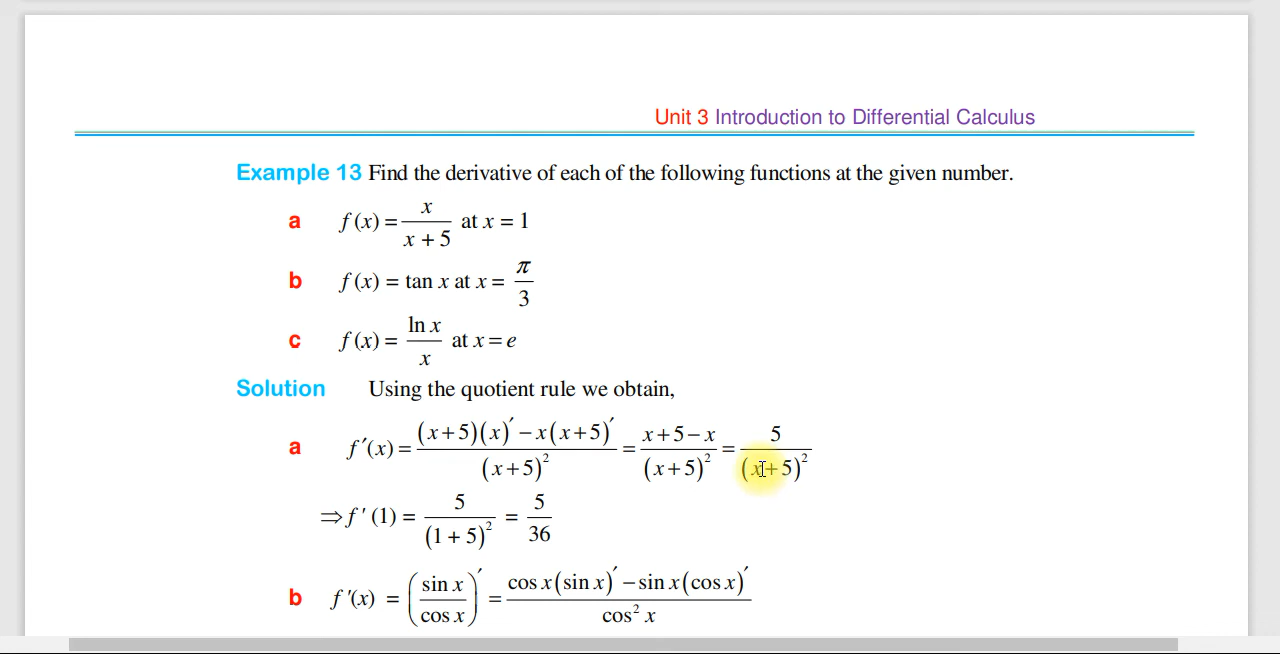 Unit 3 Introduction to Differential Calculus
Example 13 Find the derivative of each of the following functions at the given number.
a f(x) = x/(x + 5) at x = 1
b f(x) = tan x at x = π/3
c f(x) = ln x/x at x = e
Solution Using the quotient rule we obtain,
a f′(x) = ((x+5)(x)′ − x(x+5)′)/(x+5)² = (x+5−x)/(x+5)² = 5/(x+5)²
⇒ f ′(1) = 5/(1 + 5)² = 5/36
b f ′(x) = (sin x/cos x)′ = (cos x(sin x)′ − sin x(cos x)′)/cos² x